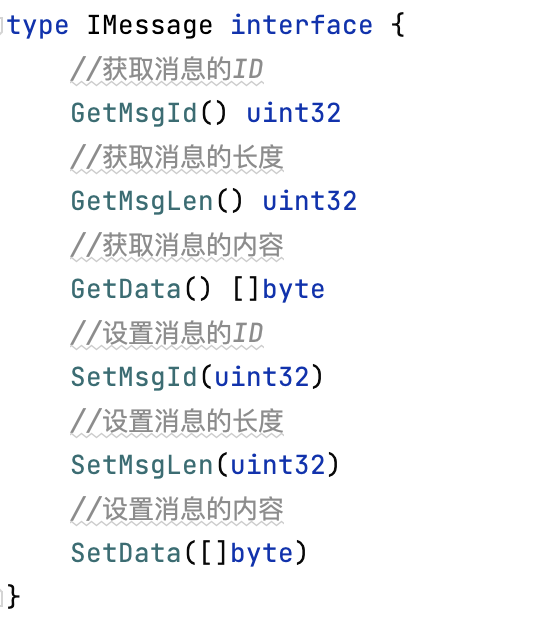 type IMessage interface {
//获取消息的ID
GetMsgId() uint32
//获取消息的长度
GetMsgLen() uint32
//获取消息的内容
GetData() []byte
//设置消息的ID
SetMsgId(uint32)
//设置消息的长度
SetMsgLen(uint32)
//设置消息的内容
SetData([]byte)
}